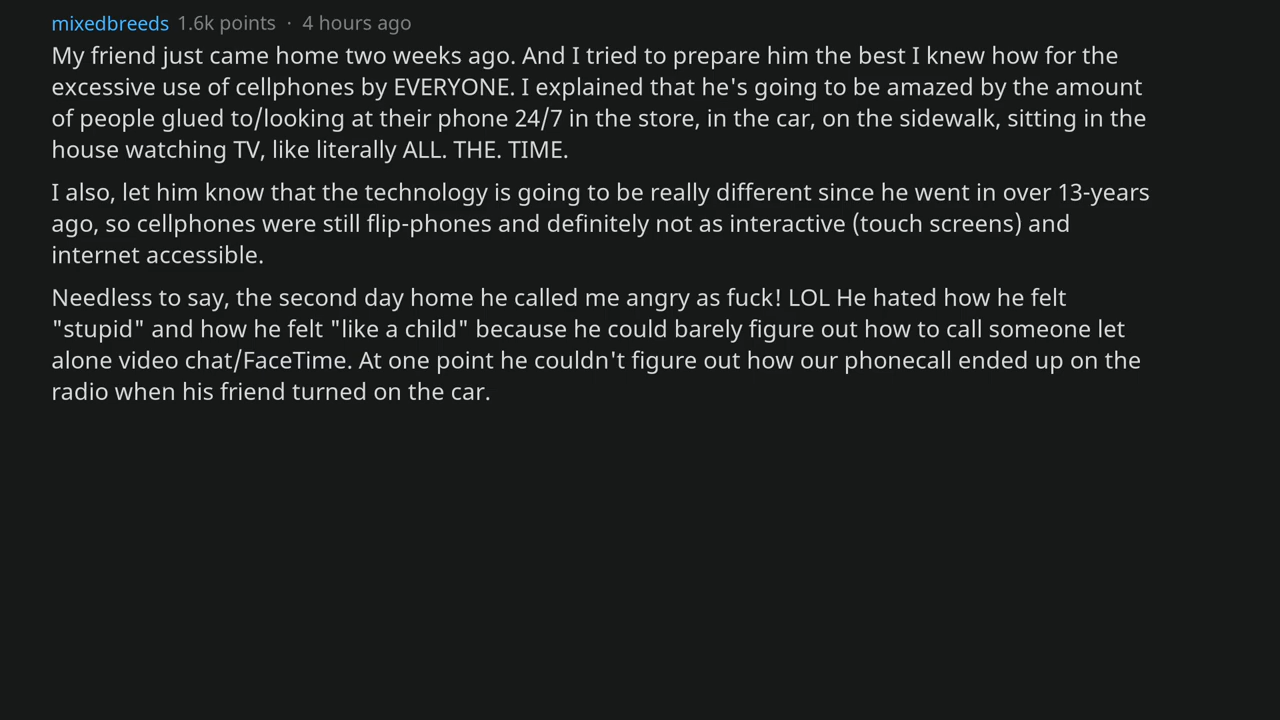 mixedbreeds 1.6k points · 4 hours ago
My friend just came home two weeks ago. And I tried to prepare him the best I knew how for the
excessive use of cellphones by EVERYONE. I explained that he's going to be amazed by the amount
of people glued to/looking at their phone 24/7 in the store, in the car, on the sidewalk, sitting in the
house watching TV, like literally ALL. THE. TIME.
I also, let him know that the technology is going to be really different since he went in over 13-years
ago, so cellphones were still flip-phones and definitely not as interactive (touch screens) and
internet accessible.
Needless to say, the second day home he called me angry as fuck! LOL He hated how he felt
"stupid" and how he felt "like a child" because he could barely figure out how to call someone let
alone video chat/FaceTime. At one point he couldn't figure out how our phonecall ended up on the
radio when his friend turned on the car.